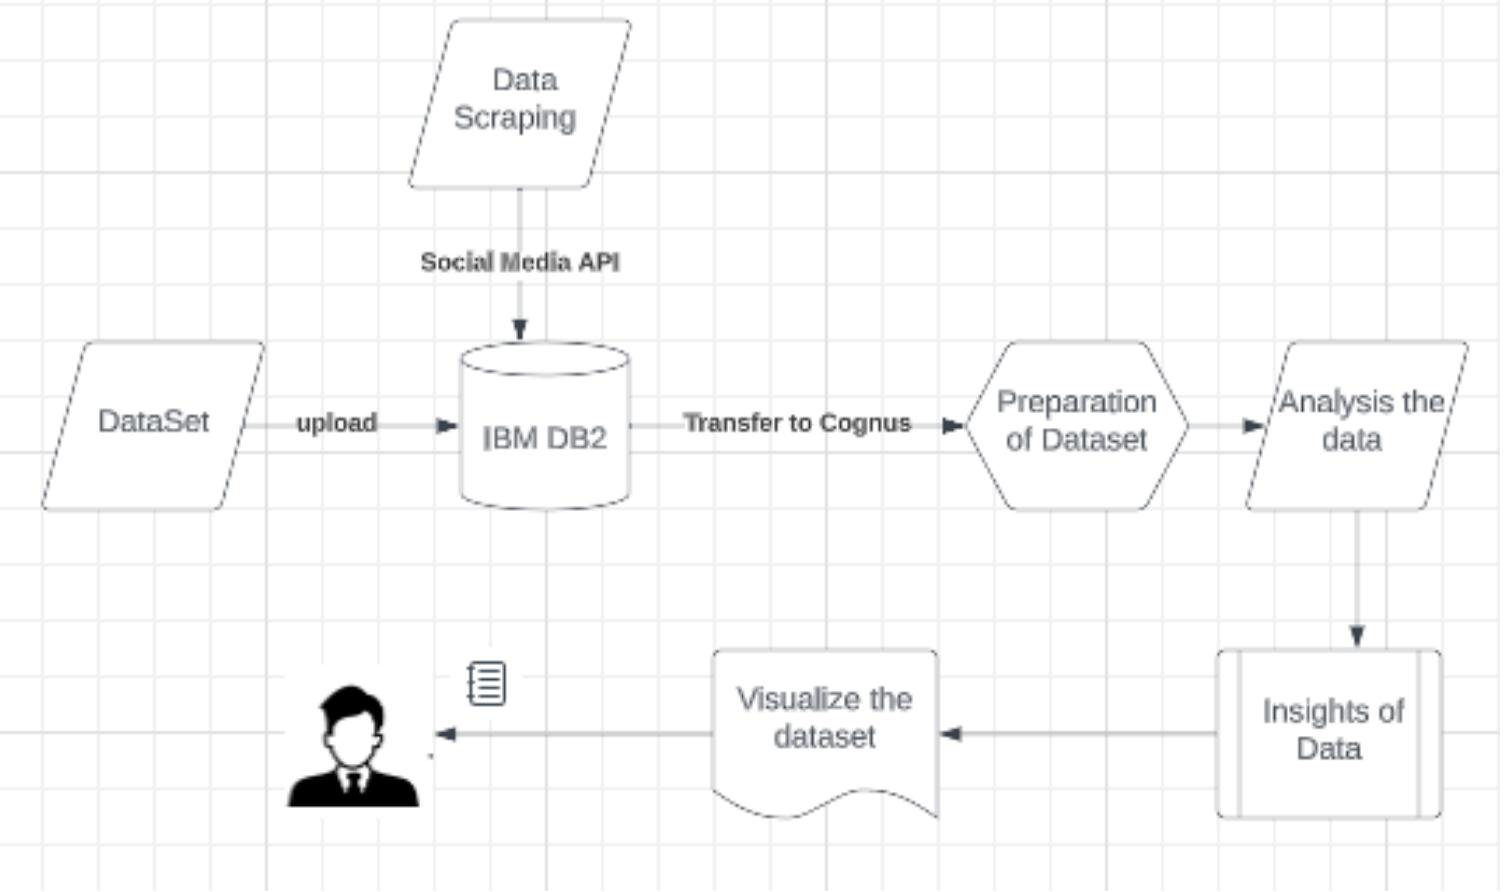 Data
Scraping
Social Media API
DataSet
upload
IBM DB2
Transfer to Cognus
Preparation
of Dataset
Analysis the
data
Visualize the
dataset
Insights of
Data